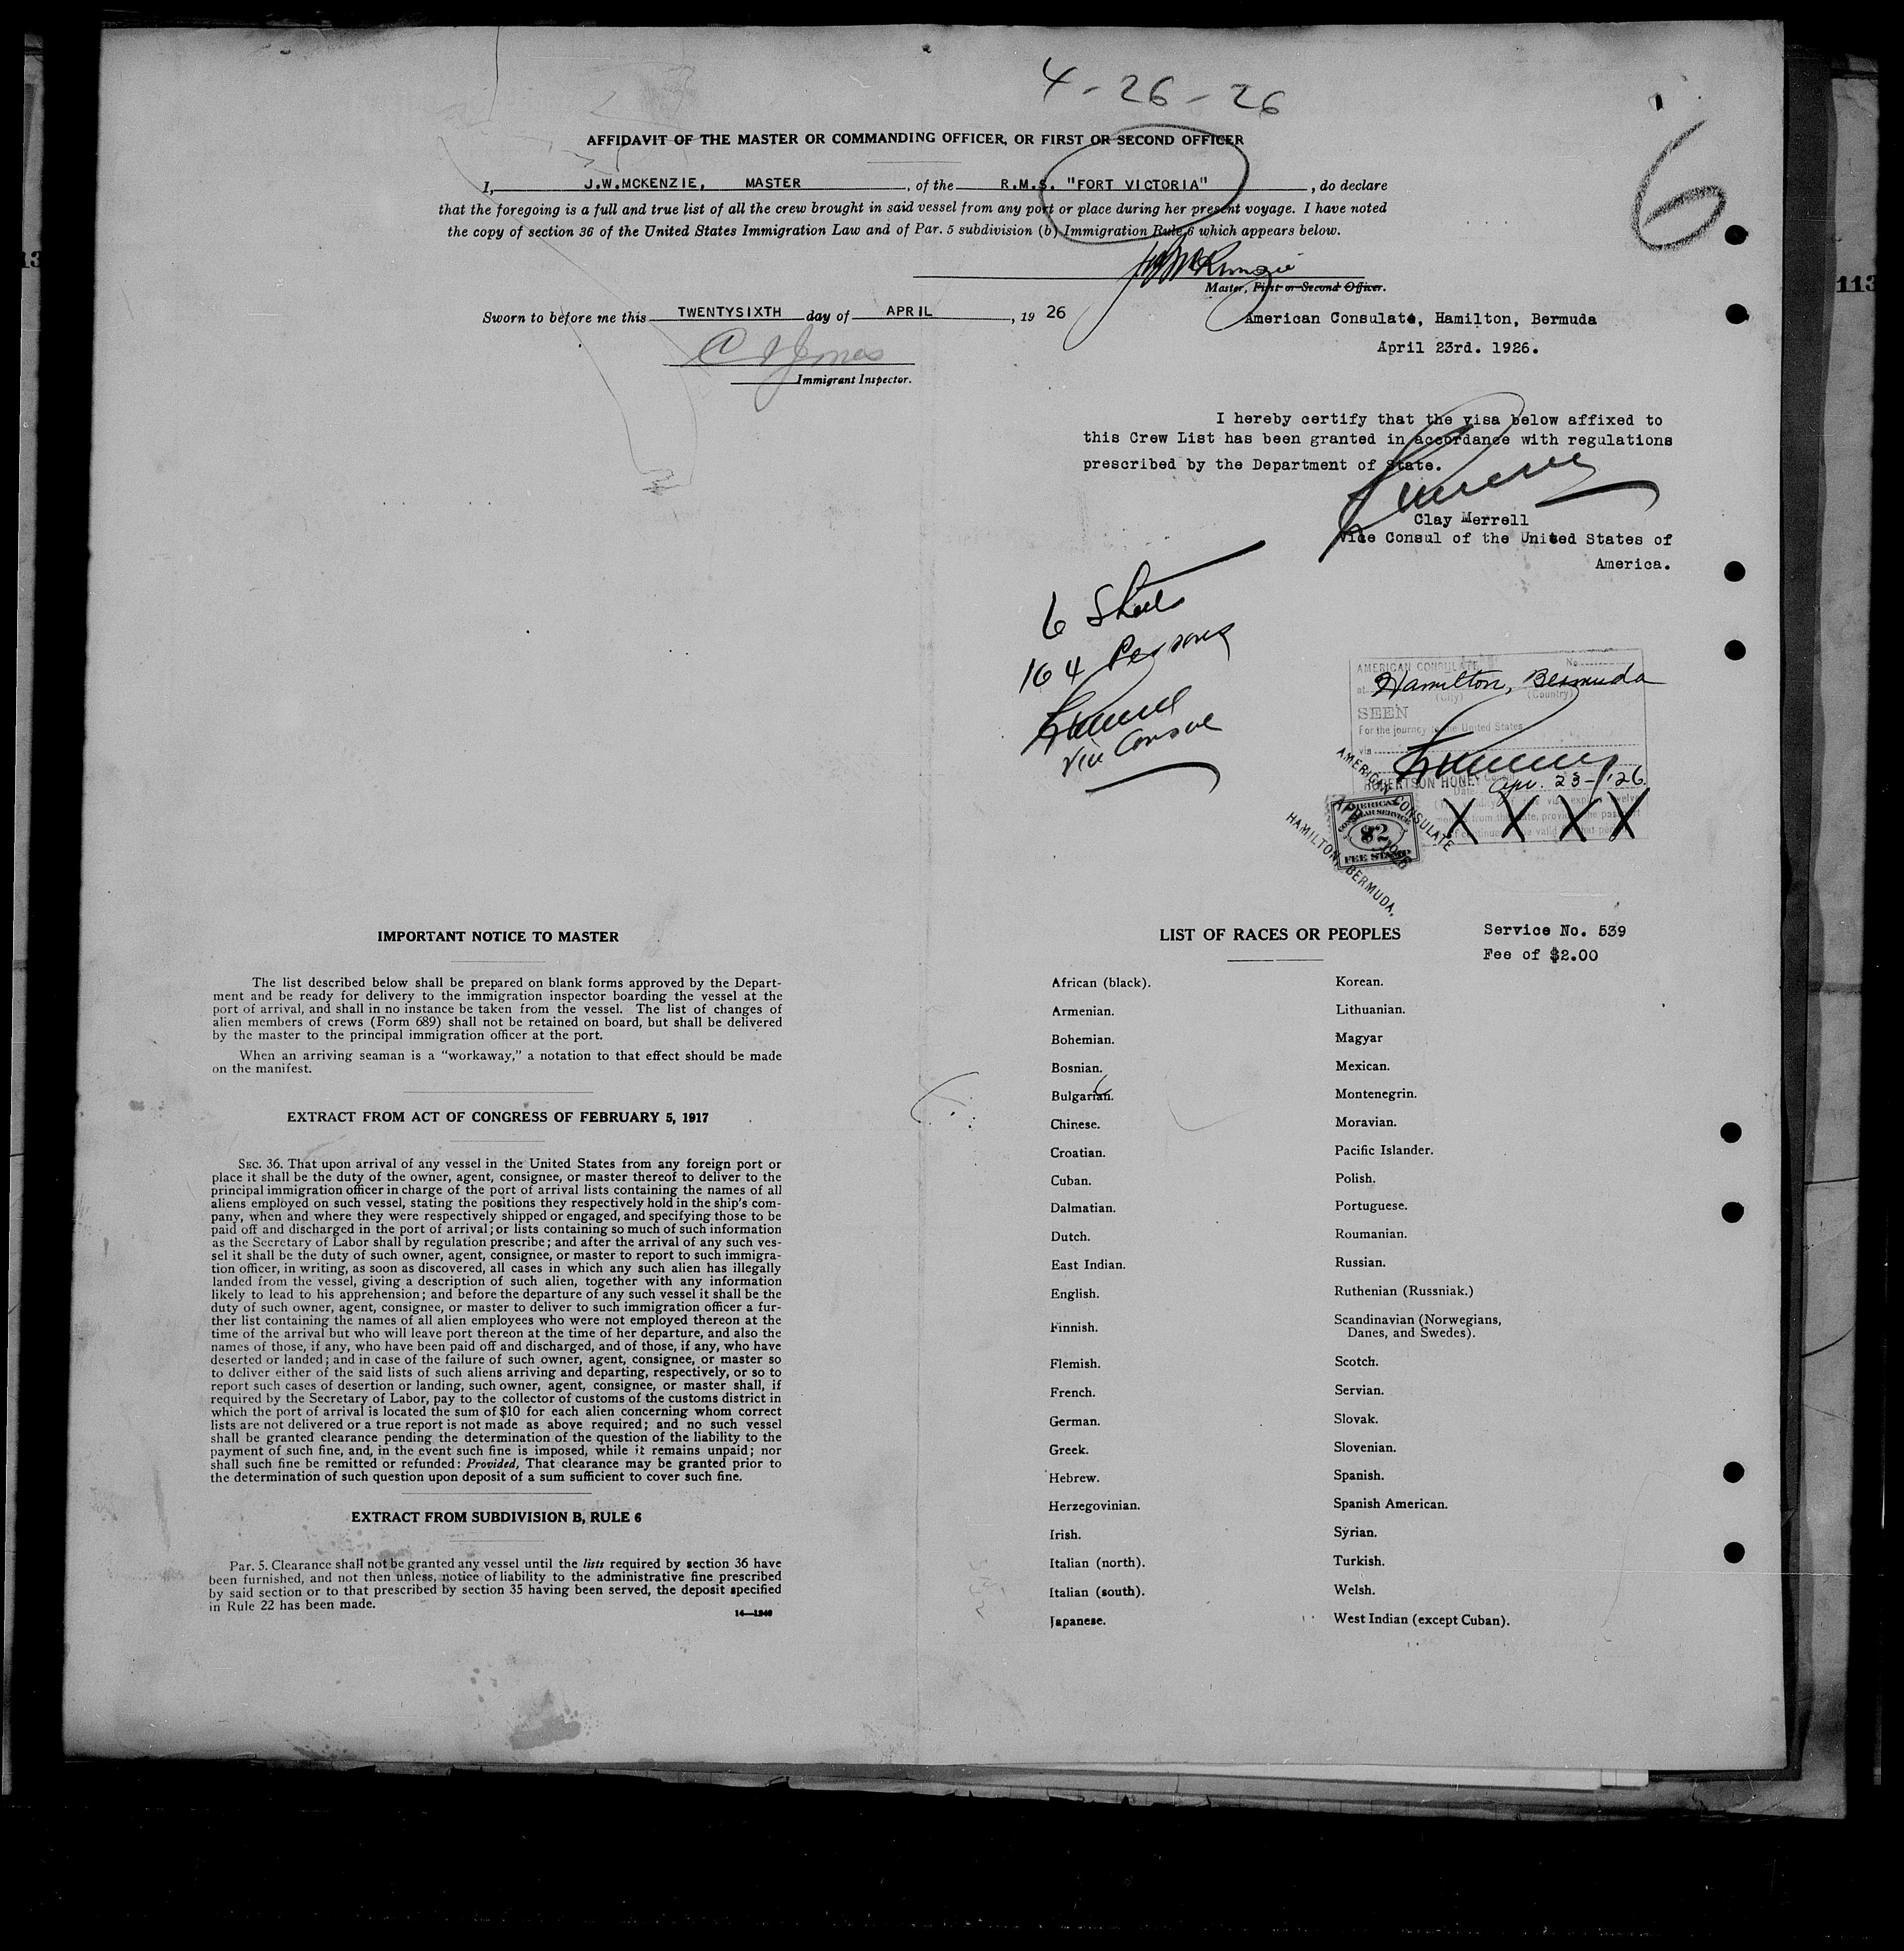 4-26-26
6
AFFIDAVIT OF THE MASTER OR COMMANDING OFFICER, OR FIRST OR SECOND OFFICER
I, J.W.MCKENZIE, MASTER, of the R.M.S. "FORT VICTORIA", do declare
that the foregoing is a full and true list of all the crew brought in said vessel from any port or place during her present voyage. I have noted
the copy of section 36 of the United States Immigration Law and of Par. 5 subdivision (b) Immigration Rule 6 which appears below.
Master, First or Second Officer.
Sworn to before me this TWENTYSIXTH day of APRIL, 19 26
Immigrant Inspector.
American Consulate, Hamilton, Bermuda
April 23rd. 1926.
113
I hereby certify that the visa below affixed to
this Crew List has been granted in accordance with regulations
prescribed by the Department of State.
Clay Merrell
Vice Consul of the United States of
America.
6 Sheets
164 Persons
Vice Consul
AMERICAN CONSULATE No.
at Hamilton, Bermuda
(City) (Country)
SEEN
For the journey to the United States
via
ROBERTSON HONEY
Apr. 23-1926
Date
X X X X
AMERICAN CONSULATE
HAMILTON, BERMUDA.
AMERICAN
CONSULAR SERVICE
$2
FEE STAMP
IMPORTANT NOTICE TO MASTER
The list described below shall be prepared on blank forms approved by the Depart-
ment and be ready for delivery to the immigration inspector boarding the vessel at the
port of arrival, and shall in no instance be taken from the vessel. The list of changes of
alien members of crews (Form 689) shall not be retained on board, but shall be delivered
by the master to the principal immigration officer at the port.
When an arriving seaman is a "workaway," a notation to that effect should be made
on the manifest.
EXTRACT FROM ACT OF CONGRESS OF FEBRUARY 5, 1917
SEC. 36. That upon arrival of any vessel in the United States from any foreign port or
place it shall be the duty of the owner, agent, consignee, or master thereof to deliver to the
principal immigration officer in charge of the port of arrival lists containing the names of all
aliens employed on such vessel, stating the positions they respectively hold in the ship's com-
pany, when and where they were respectively shipped or engaged, and specifying those to be
paid off and discharged in the port of arrival; or lists containing so much of such information
as the Secretary of Labor shall by regulation prescribe; and after the arrival of any such ves-
sel it shall be the duty of such owner, agent, consignee, or master to report to such immigra-
tion officer, in writing, as soon as discovered, all cases in which any such alien has illegally
landed from the vessel, giving a description of such alien, together with any information
likely to lead to his apprehension; and before the departure of any such vessel it shall be the
duty of such owner, agent, consignee, or master to deliver to such immigration officer a fur-
ther list containing the names of all alien employees who were not employed thereon at the
time of the arrival but who will leave port thereon at the time of her departure, and also the
names of those, if any, who have been paid off and discharged, and of those, if any, who have
deserted or landed; and in case of the failure of such owner, agent, consignee, or master so
to deliver either of the said lists of such aliens arriving and departing, respectively, or so to
report such cases of desertion or landing, such owner, agent, consignee, or master shall, if
required by the Secretary of Labor, pay to the collector of customs of the customs district in
which the port of arrival is located the sum of $10 for each alien concerning whom correct
lists are not delivered or a true report is not made as above required; and no such vessel
shall be granted clearance pending the determination of the question of the liability to the
payment of such fine, and, in the event such fine is imposed, while it remains unpaid; nor
shall such fine be remitted or refunded: Provided, That clearance may be granted prior to
the determination of such question upon deposit of a sum sufficient to cover such fine.
EXTRACT FROM SUBDIVISION B, RULE 6
Par. 5. Clearance shall not be granted any vessel until the lists required by section 36 have
been furnished, and not then unless, notice of liability to the administrative fine prescribed
by said section or to that prescribed by section 35 having been served, the deposit specified
in Rule 22 has been made.
14—1240
LIST OF RACES OR PEOPLES
Service No. 539
Fee of $2.00
African (black).
Armenian.
Bohemian.
Bosnian.
Bulgarian.
Chinese.
Croatian.
Cuban.
Dalmatian.
Dutch.
East Indian.
English.
Finnish.
Flemish.
French.
German.
Greek.
Hebrew.
Herzegovinian.
Irish.
Italian (north).
Italian (south).
Japanese.
Korean.
Lithuanian.
Magyar
Mexican.
Montenegrin.
Moravian.
Pacific Islander.
Polish.
Portuguese.
Roumanian.
Russian.
Ruthenian (Russniak.)
Scandinavian (Norwegians,
Danes, and Swedes).
Scotch.
Servian.
Slovak.
Slovenian.
Spanish.
Spanish American.
Syrian.
Turkish.
Welsh.
West Indian (except Cuban).